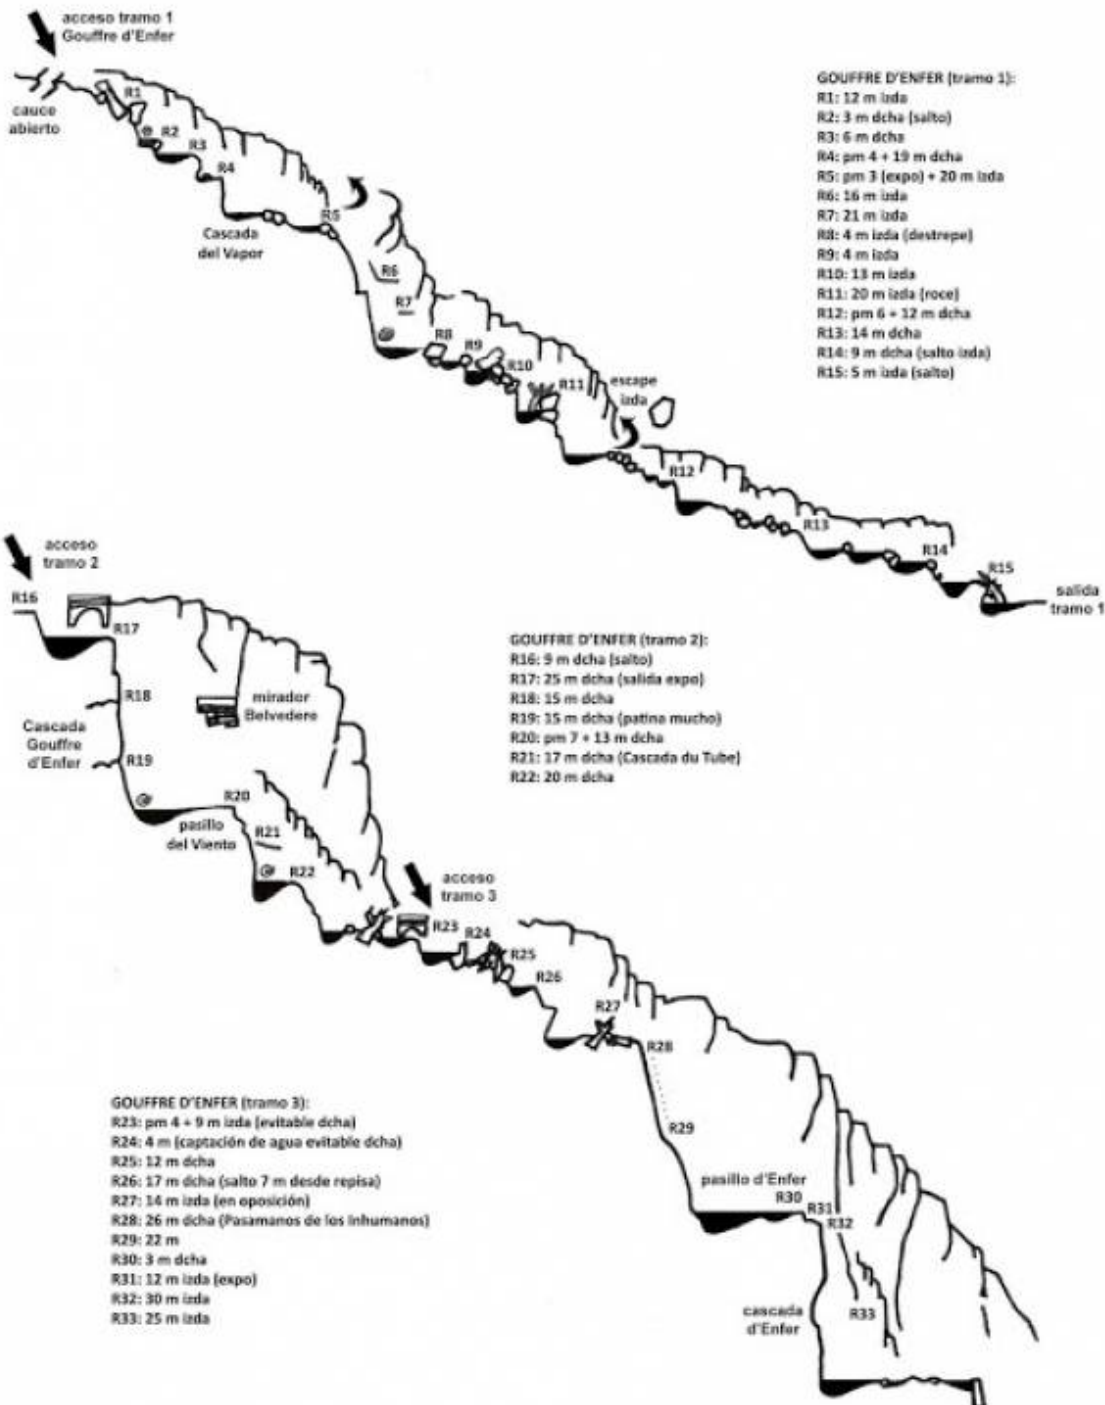 acceso tramo 1
Gouffre d'Enfer
cauce
abierto
R1
R2
R3
R4
Cascada
del Vapor
R5
R6
R7
R8
R9
R10
R11
escape
izda
R12
R13
R14
R15
salida
tramo 1
GOUFFRE D'ENFER (tramo 1):
R1: 12 m izda
R2: 3 m dcha (salto)
R3: 6 m dcha
R4: pm 4 + 19 m dcha
R5: pm 3 (expo) + 20 m izda
R6: 16 m izda
R7: 21 m izda
R8: 4 m izda (destrepe)
R9: 4 m izda
R10: 13 m izda
R11: 20 m izda (roce)
R12: pm 6 + 12 m dcha
R13: 14 m dcha
R14: 9 m dcha (salto izda)
R15: 5 m izda (salto)
acceso
tramo 2
R16
R17
R18
mirador
Belvedere
Cascada
Gouffre
d'Enfer
R19
R20
pasillo
del Viento
R21
R22
GOUFFRE D'ENFER (tramo 2):
R16: 9 m dcha (salto)
R17: 25 m dcha (salida expo)
R18: 15 m dcha
R19: 15 m dcha (patina mucho)
R20: pm 7 + 13 m dcha
R21: 17 m dcha (Cascada du Tube)
R22: 20 m dcha
acceso
tramo 3
R23
R24
R25
R26
R27
R28
R29
pasillo d'Enfer
R30
R31
R32
R33
cascada
d'Enfer
GOUFFRE D'ENFER (tramo 3):
R23: pm 4 + 9 m izda (evitable dcha)
R24: 4 m (captación de agua evitable dcha)
R25: 12 m dcha
R26: 17 m dcha (salto 7 m desde repisa)
R27: 14 m izda (en oposición)
R28: 26 m dcha (Pasamanos de los Inhumanos)
R29: 22 m
R30: 3 m dcha
R31: 12 m izda (expo)
R32: 30 m izda
R33: 25 m izda